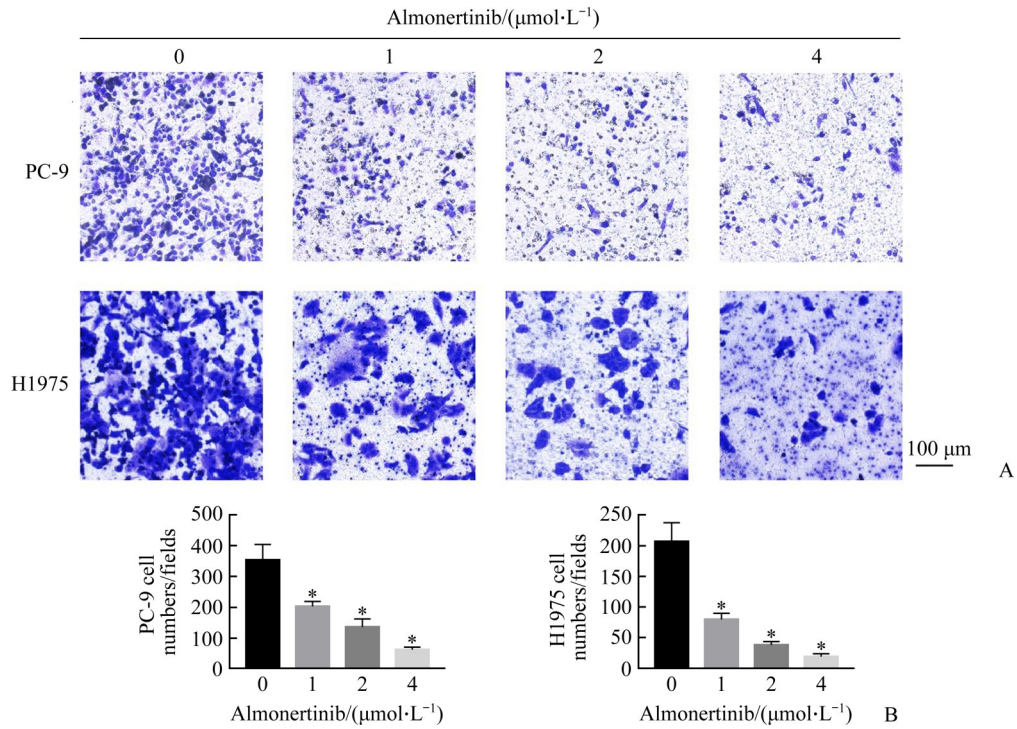 Almonertinib/(μmol·L⁻¹)
0 1 2 4
PC-9
H1975
100 μm
A
500
400
300
200
100
0
PC-9 cell
numbers/fields
* * *
0 1 2 4
Almonertinib/(μmol·L⁻¹)
250
200
150
100
50
0
H1975 cell
numbers/fields
* * *
0 1 2 4
Almonertinib/(μmol·L⁻¹)
B